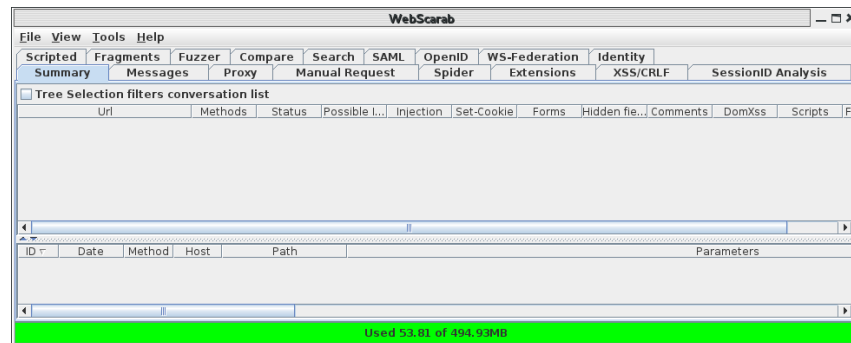 WebScarab
File View Tools Help
Scripted Fragments Fuzzer Compare Search SAML OpenID WS-Federation Identity
Summary Messages Proxy Manual Request Spider Extensions XSS/CRLF SessionID Analysis
Tree Selection filters conversation list
Url Methods Status Possible I... Injection Set-Cookie Forms Hidden fie... Comments DomXss Scripts F
ID Date Method Host Path Parameters
Used 53.81 of 494.93MB